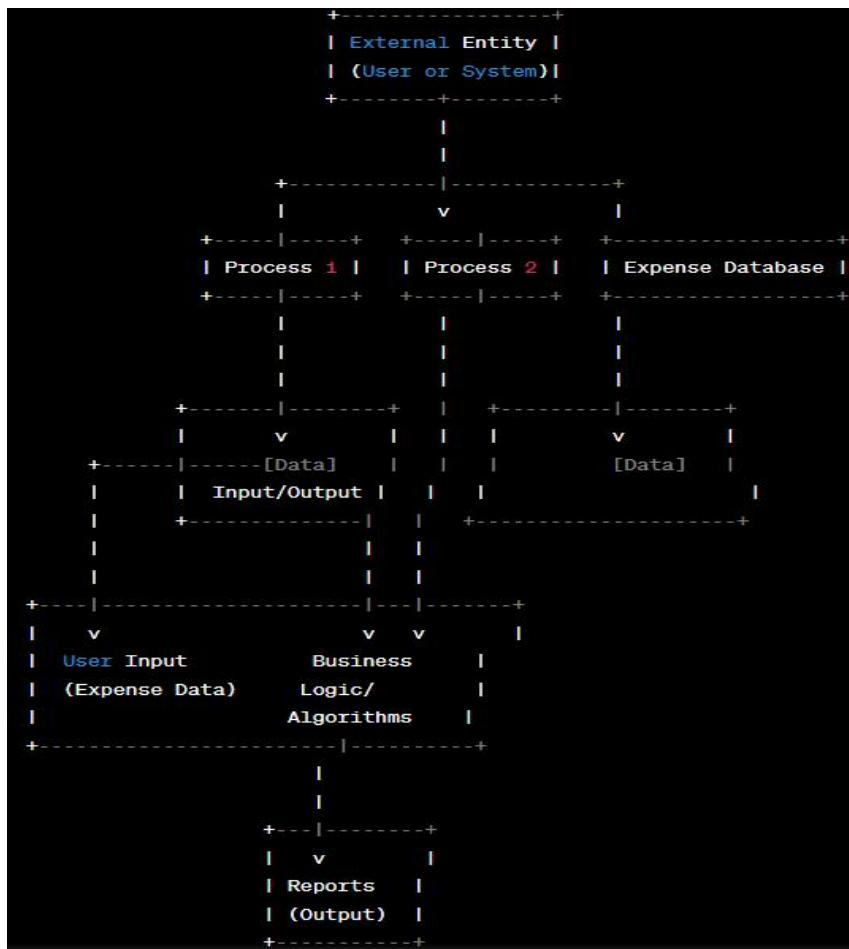 External Entity
(User or System)
Process 1 Process 2 Expense Database
[Data] [Data]
Input/Output
User Input Business
(Expense Data) Logic/
Algorithms
Reports
(Output)